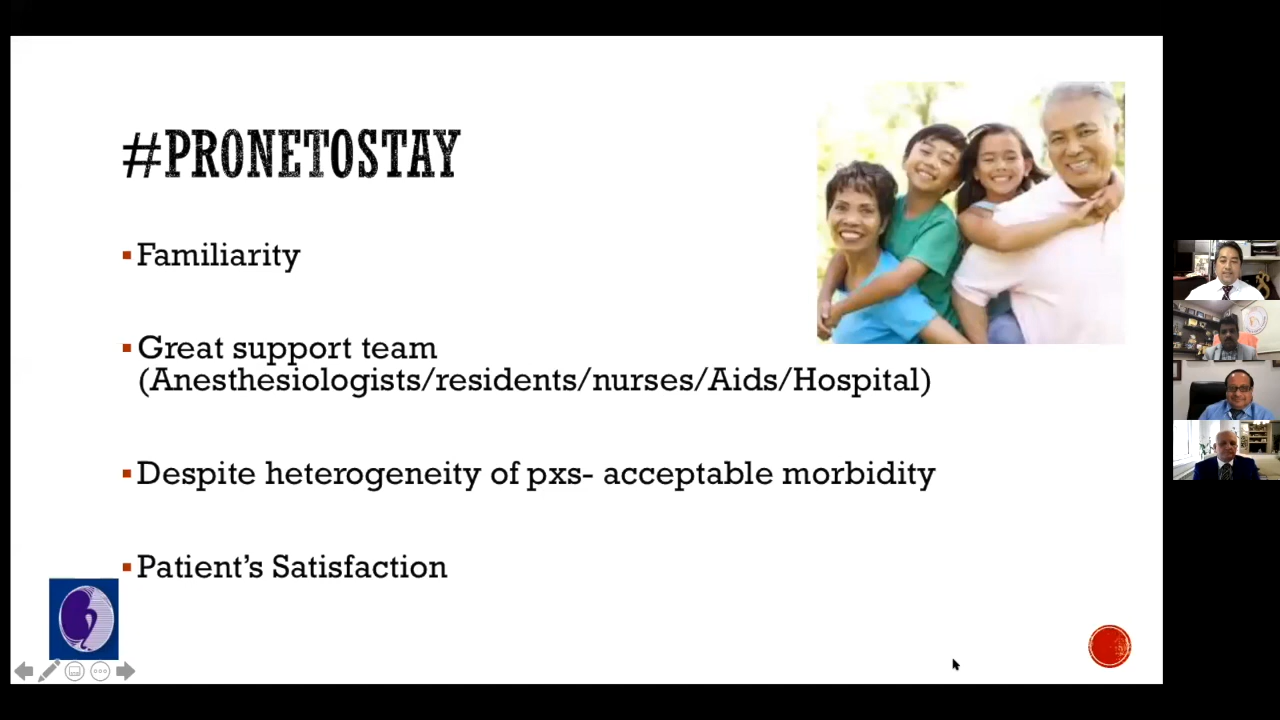 #PRONETOSTAY
Familiarity
Great support team
(Anesthesiologists/residents/nurses/Aids/Hospital)
Despite heterogeneity of pxs- acceptable morbidity
Patient’s Satisfaction